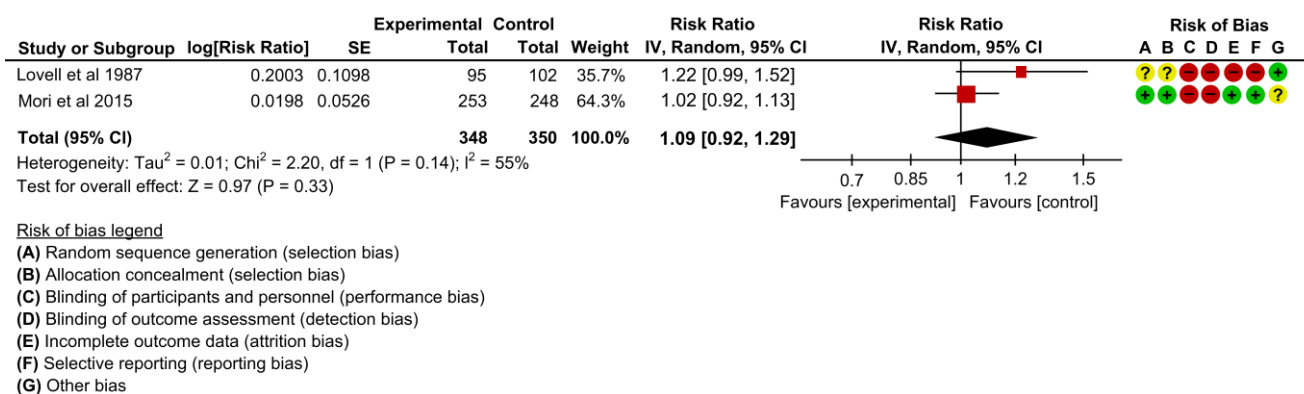 Experimental Control Risk Ratio Risk Ratio Risk of Bias
Study or Subgroup log[Risk Ratio] SE Total Total Weight IV, Random, 95% CI IV, Random, 95% CI A B C D E F G
Lovell et al 1987 0.2003 0.1098 95 102 35.7% 1.22 [0.99, 1.52] ? ? − − − − +
Mori et al 2015 0.0198 0.0526 253 248 64.3% 1.02 [0.92, 1.13] + + − − + + ?
Total (95% CI) 348 350 100.0% 1.09 [0.92, 1.29]
Heterogeneity: Tau² = 0.01; Chi² = 2.20, df = 1 (P = 0.14); I² = 55%
Test for overall effect: Z = 0.97 (P = 0.33)
0.7 0.85 1 1.2 1.5
Favours [experimental] Favours [control]
Risk of bias legend
(A) Random sequence generation (selection bias)
(B) Allocation concealment (selection bias)
(C) Blinding of participants and personnel (performance bias)
(D) Blinding of outcome assessment (detection bias)
(E) Incomplete outcome data (attrition bias)
(F) Selective reporting (reporting bias)
(G) Other bias